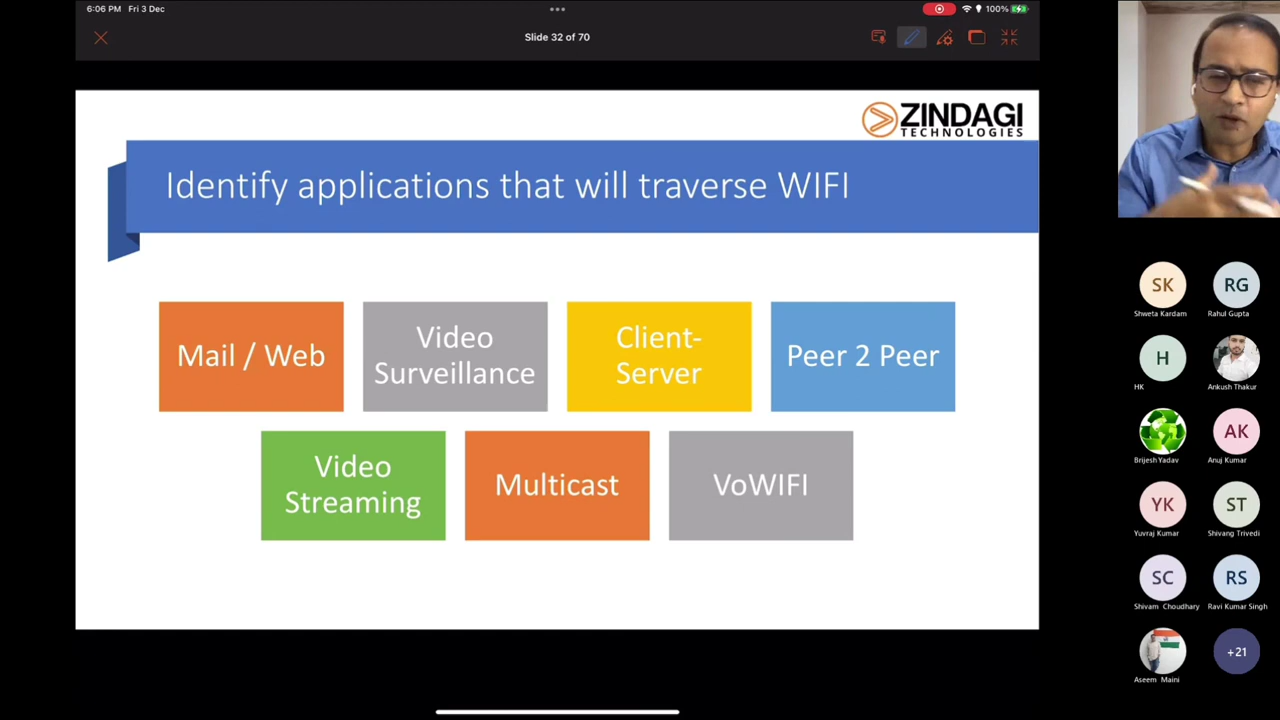 6:06 PM Fri 3 Dec
100%
Slide 32 of 70
ZINDAGI
TECHNOLOGIES
Identify applications that will traverse WIFI
Mail / Web
Video
Surveillance
Client-
Server
Peer 2 Peer
Video
Streaming
Multicast
VoWIFI
SK
RG
Shweta Kardam
Rahul Gupta
H
HK
Ankush Thakur
AK
Brijesh Yadav
Anuj Kumar
YK
ST
Yuvraj Kumar
Shivang Trivedi
SC
RS
Shivam Choudhary
Ravi Kumar Singh
+21
Aseem Maini